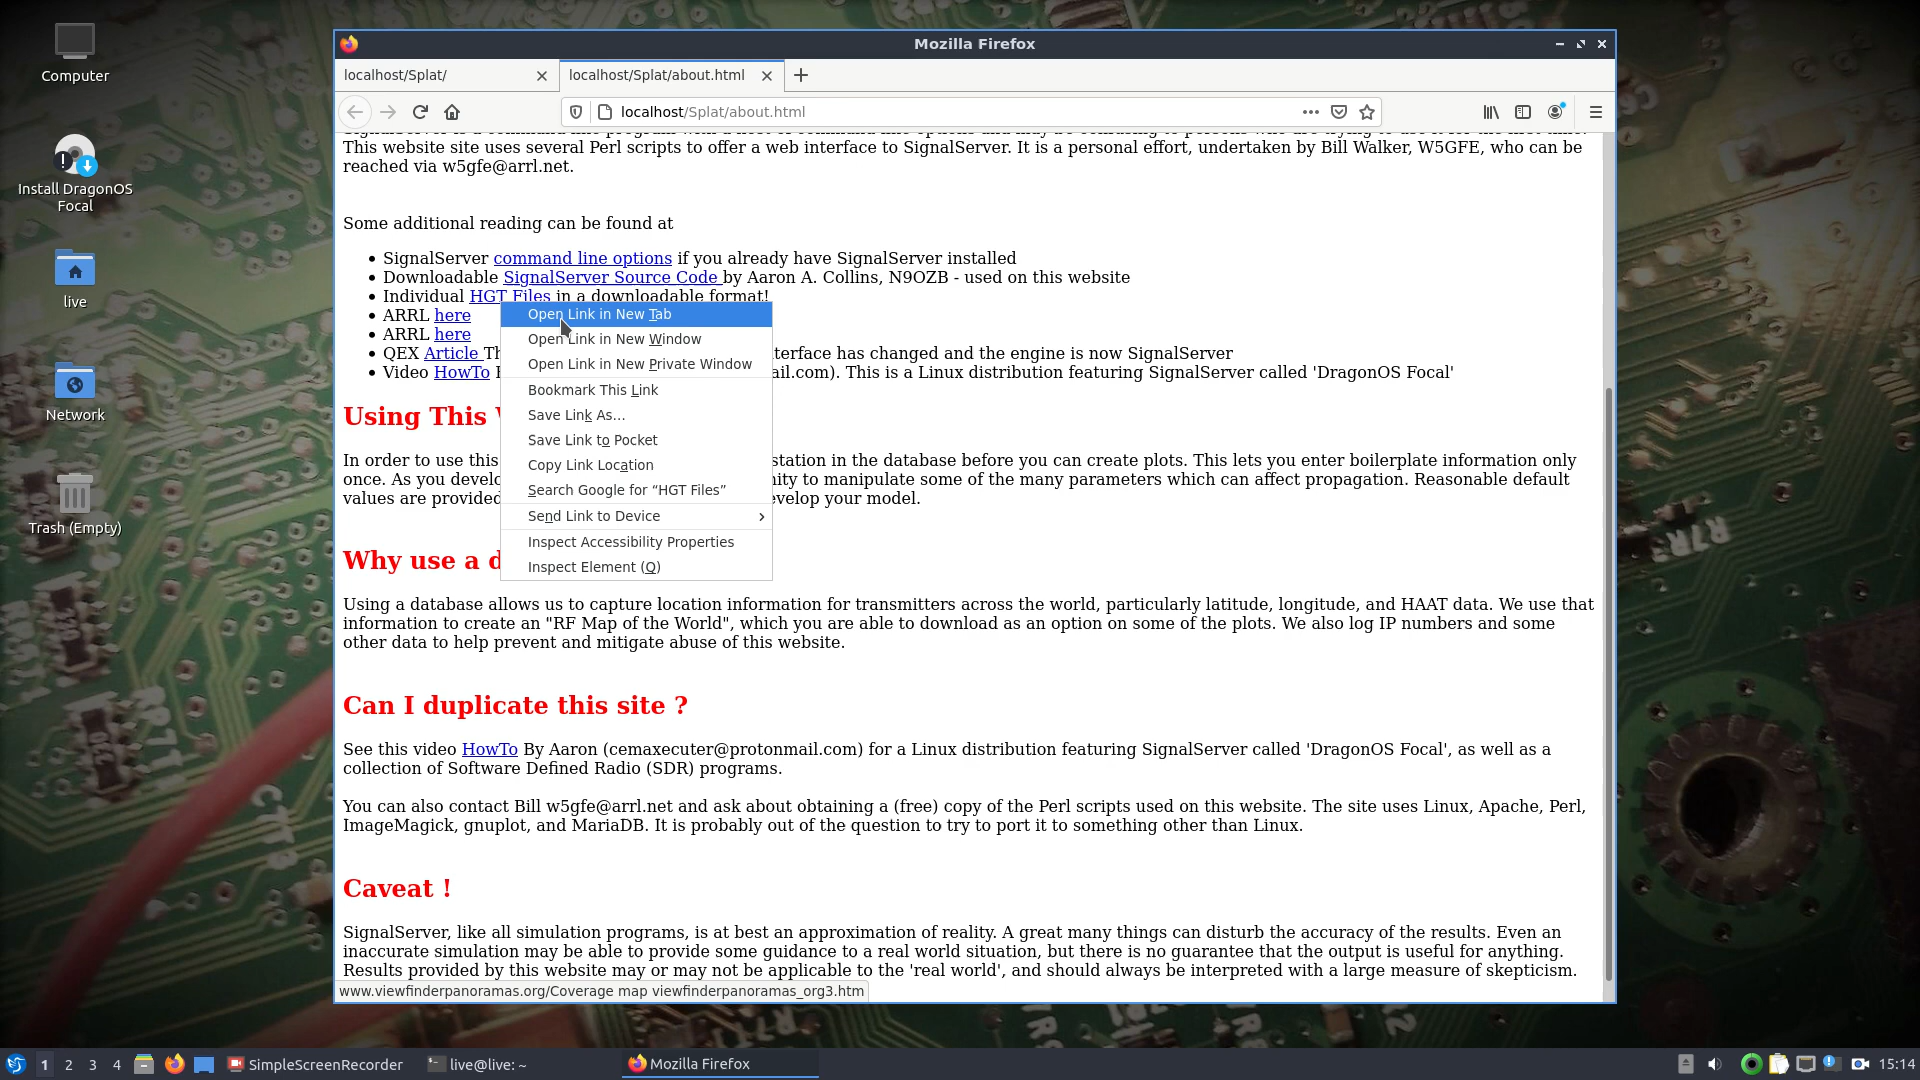 Computer
Install DragonOS
Focal
live
Network
Trash (Empty)
Mozilla Firefox
localhost/Splat/
localhost/Splat/about.html
localhost/Splat/about.html
This website site uses several Perl scripts to offer a web interface to SignalServer. It is a personal effort, undertaken by Bill Walker, W5GFE, who can be
reached via w5gfe@arrl.net.
Some additional reading can be found at
SignalServer command line options if you already have SignalServer installed
Downloadable SignalServer Source Code by Aaron A. Collins, N9OZB - used on this website
Individual HGT Files in a downloadable format!
ARRL here
ARRL here
QEX Article Th terface has changed and the engine is now SignalServer
Video HowTo ail.com). This is a Linux distribution featuring SignalServer called 'DragonOS Focal'
Open Link in New Tab
Open Link in New Window
Open Link in New Private Window
Bookmark This Link
Save Link As...
Save Link to Pocket
Copy Link Location
Search Google for “HGT Files”
Send Link to Device
Inspect Accessibility Properties
Inspect Element (Q)
Using This
In order to use this station in the database before you can create plots. This lets you enter boilerplate information only
once. As you develo nity to manipulate some of the many parameters which can affect propagation. Reasonable default
values are provided evelop your model.
Why use a d
Using a database allows us to capture location information for transmitters across the world, particularly latitude, longitude, and HAAT data. We use that
information to create an "RF Map of the World", which you are able to download as an option on some of the plots. We also log IP numbers and some
other data to help prevent and mitigate abuse of this website.
Can I duplicate this site ?
See this video HowTo By Aaron (cemaxecuter@protonmail.com) for a Linux distribution featuring SignalServer called 'DragonOS Focal', as well as a
collection of Software Defined Radio (SDR) programs.
You can also contact Bill w5gfe@arrl.net and ask about obtaining a (free) copy of the Perl scripts used on this website. The site uses Linux, Apache, Perl,
ImageMagick, gnuplot, and MariaDB. It is probably out of the question to try to port it to something other than Linux.
Caveat !
SignalServer, like all simulation programs, is at best an approximation of reality. A great many things can disturb the accuracy of the results. Even an
inaccurate simulation may be able to provide some guidance to a real world situation, but there is no guarantee that the output is useful for anything.
Results provided by this website may or may not be applicable to the 'real world', and should always be interpreted with a large measure of skepticism.
www.viewfinderpanoramas.org/Coverage map viewfinderpanoramas_org3.htm
1 2 3 4 SimpleScreenRecorder live@live: ~ Mozilla Firefox 15:14